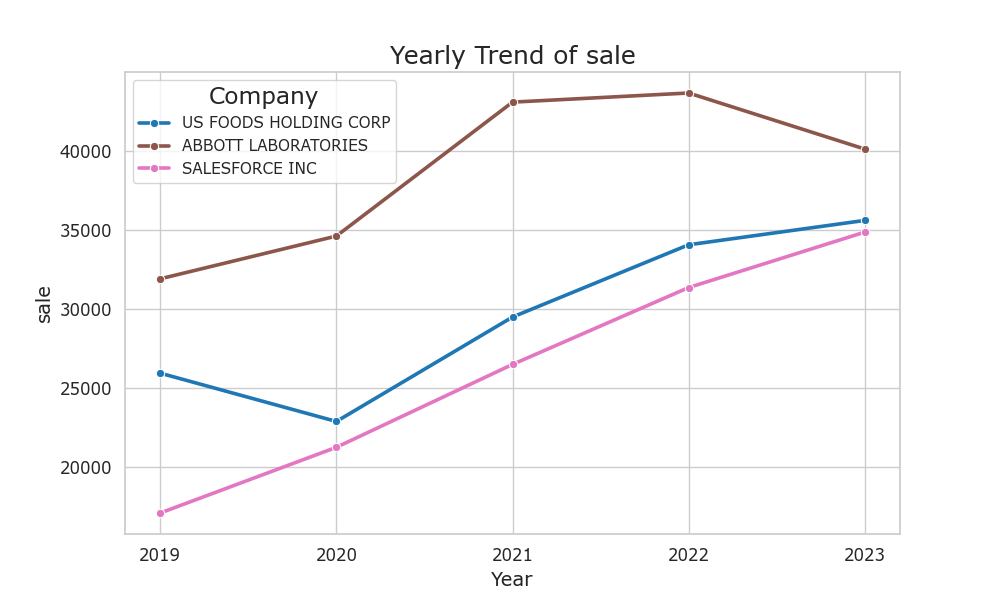 Yearly Trend of sale
Company
US FOODS HOLDING CORP
ABBOTT LABORATORIES
SALESFORCE INC
40000
35000
30000
25000
20000
sale
2019 2020 2021 2022 2023
Year